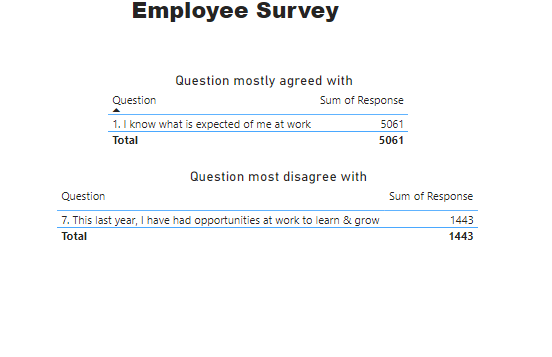 Employee Survey
Question mostly agreed with
Question Sum of Response
1. I know what is expected of me at work 5061
Total 5061
Question most disagree with
Question Sum of Response
7. This last year, I have had opportunities at work to learn & grow 1443
Total 1443